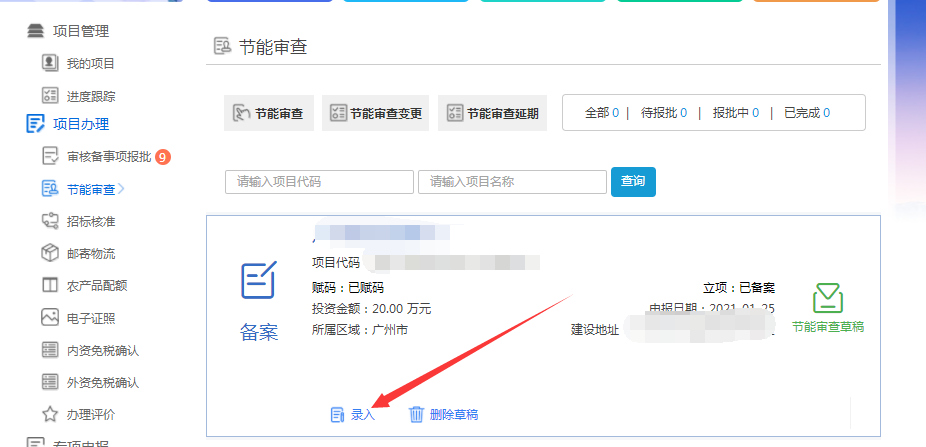 项目管理
我的项目
进度跟踪
项目办理
审核备事项报批 9
节能审查
招标核准
邮寄物流
农产品配额
电子证照
内资免税确认
外资免税确认
办理评价
专项申报
节能审查
节能审查 节能审查变更 节能审查延期 全部 0 | 待报批 0 | 报批中 0 | 已完成 0
请输入项目代码 请输入项目名称 查询
项目代码
赋码：已赋码 立项：已备案
投资金额：20.00 万元 申报日期：2021-01-25
所属区域：广州市 建设地址
备案
节能审查草稿
录入 删除草稿